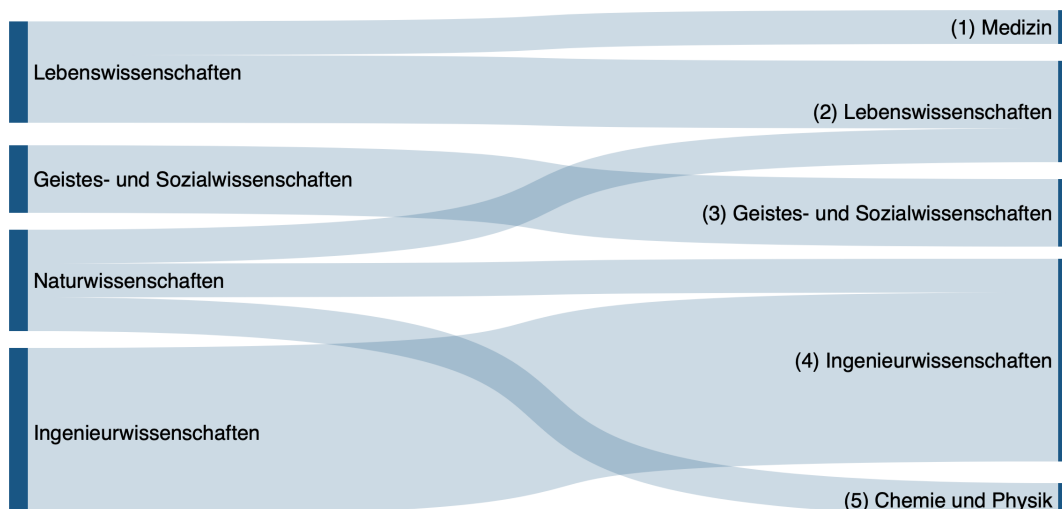 Lebenswissenschaften
Geistes- und Sozialwissenschaften
Naturwissenschaften
Ingenieurwissenschaften
(1) Medizin
(2) Lebenswissenschaften
(3) Geistes- und Sozialwissenschaften
(4) Ingenieurwissenschaften
(5) Chemie und Physik